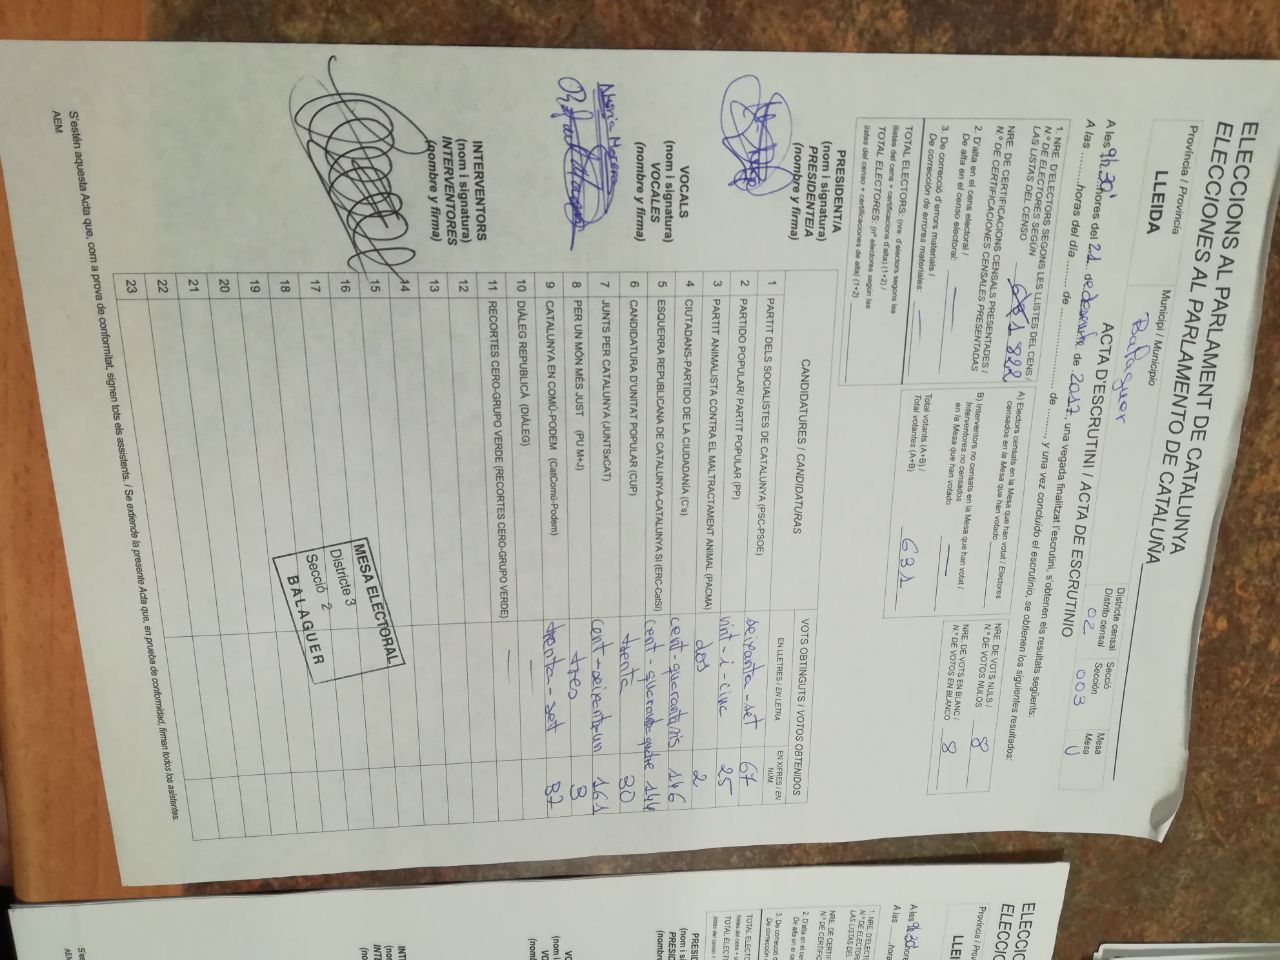 ELECCIONS AL PARLAMENT DE CATALUNYA
ELECCIONES AL PARLAMENTO DE CATALUÑA
Província / Provincia
LLEIDA
Municipi / Municipio
Balaguer
Districte censal
Distrito censal
02
Secció
Sección
003
Mesa
Mesa
U
ACTA D'ESCRUTINI / ACTA DE ESCRUTINIO
A les 9h 30' hores del 21 de desembre de 2017, una vegada finalitzat l'escrutini, s'obtenen els resultats següents:
A las ..........horas del día ........ de .......................... de ........, y una vez concluido el escrutinio, se obtienen los siguientes resultados:
1. NRE. D'ELECTORS SEGONS LES LLISTES DEL CENS /
N.º DE ELECTORES SEGÚN
LAS LISTAS DEL CENSO
822
NRE. DE CERTIFICACIONS CENSALS PRESENTADES /
N.º DE CERTIFICACIONES CENSALES PRESENTADAS
2. D'alta en el cens electoral /
De alta en el censo electoral:
3. De correcció d'errors materials /
De corrección de errores materiales:
TOTAL ELECTORS: (nre. d'electors segons les
llistes del cens + certificacions d'alta) (1+2) /
TOTAL ELECTORES: (nº electores según las
listas del censo + certificaciones de alta) (1+2)
A) Electors censats en la Mesa que han votat / Electores
censados en la Mesa que han votado
B) Interventors no censats en la Mesa que han votat /
Interventores no censados
en la Mesa que han votado
Total votants (A+B) /
Total votantes (A+B)
631
NRE. DE VOTS NULS /
N.º DE VOTOS NULOS
8
NRE. DE VOTS EN BLANC /
N.º DE VOTOS EN BLANCO
8
CANDIDATURES / CANDIDATURAS
VOTS OBTINGUTS / VOTOS OBTENIDOS
EN LLETRES / EN LETRA
EN XIFRES / EN NÚM
1 PARTIT DELS SOCIALISTES DE CATALUNYA (PSC-PSOE) seixanta-set 67
2 PARTIDO POPULAR/ PARTIT POPULAR (PP) vint-i-cinc 25
3 PARTIT ANIMALISTA CONTRA EL MALTRACTAMENT ANIMAL (PACMA) dos 2
4 CIUTADANS-PARTIDO DE LA CIUDADANÍA (C's) cent-quarantasis 146
5 ESQUERRA REPUBLICANA DE CATALUNYA-CATALUNYA SÍ (ERC-CatSí) cent-quaranta-quatre 144
6 CANDIDATURA D'UNITAT POPULAR (CUP) trenta 30
7 JUNTS PER CATALUNYA (JUNTSxCAT) cent-seixantaun 161
8 PER UN MÓN MÉS JUST (PU M+J) tres 3
9 CATALUNYA EN COMÚ-PODEM (CatComú-Podem) trenta-set 37
10 DIÀLEG REPUBLICÀ (DIÀLEG)
11 RECORTES CERO-GRUPO VERDE (RECORTES CERO-GRUPO VERDE)
12
13
14
15
16
17
18
19
20
21
22
23
PRESIDENT/A
(nom i signatura)
PRESIDENTE/A
(nombre y firma)
VOCALS
(nom i signatura)
VOCALES
(nombre y firma)
INTERVENTORS
(nom i signatura)
INTERVENTORES
(nombre y firma)
MESA ELECTORAL
Districte 3
Secció 2
BALAGUER
S'estén aquesta Acta que, com a prova de conformitat, signen tots els assistents. / Se extiende la presente Acta que, en prueba de conformidad, firman todos los asistentes.
AEM